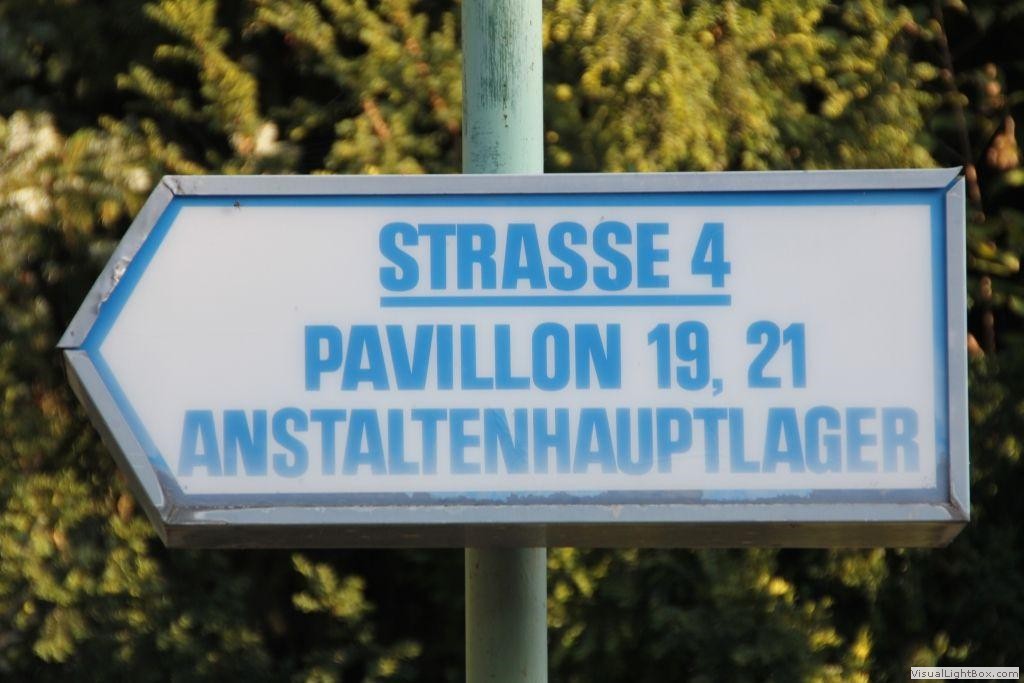 STRASSE 4
PAVILLON 19, 21
ANSTALTENHAUPTLAGER
VisualLightBox.com